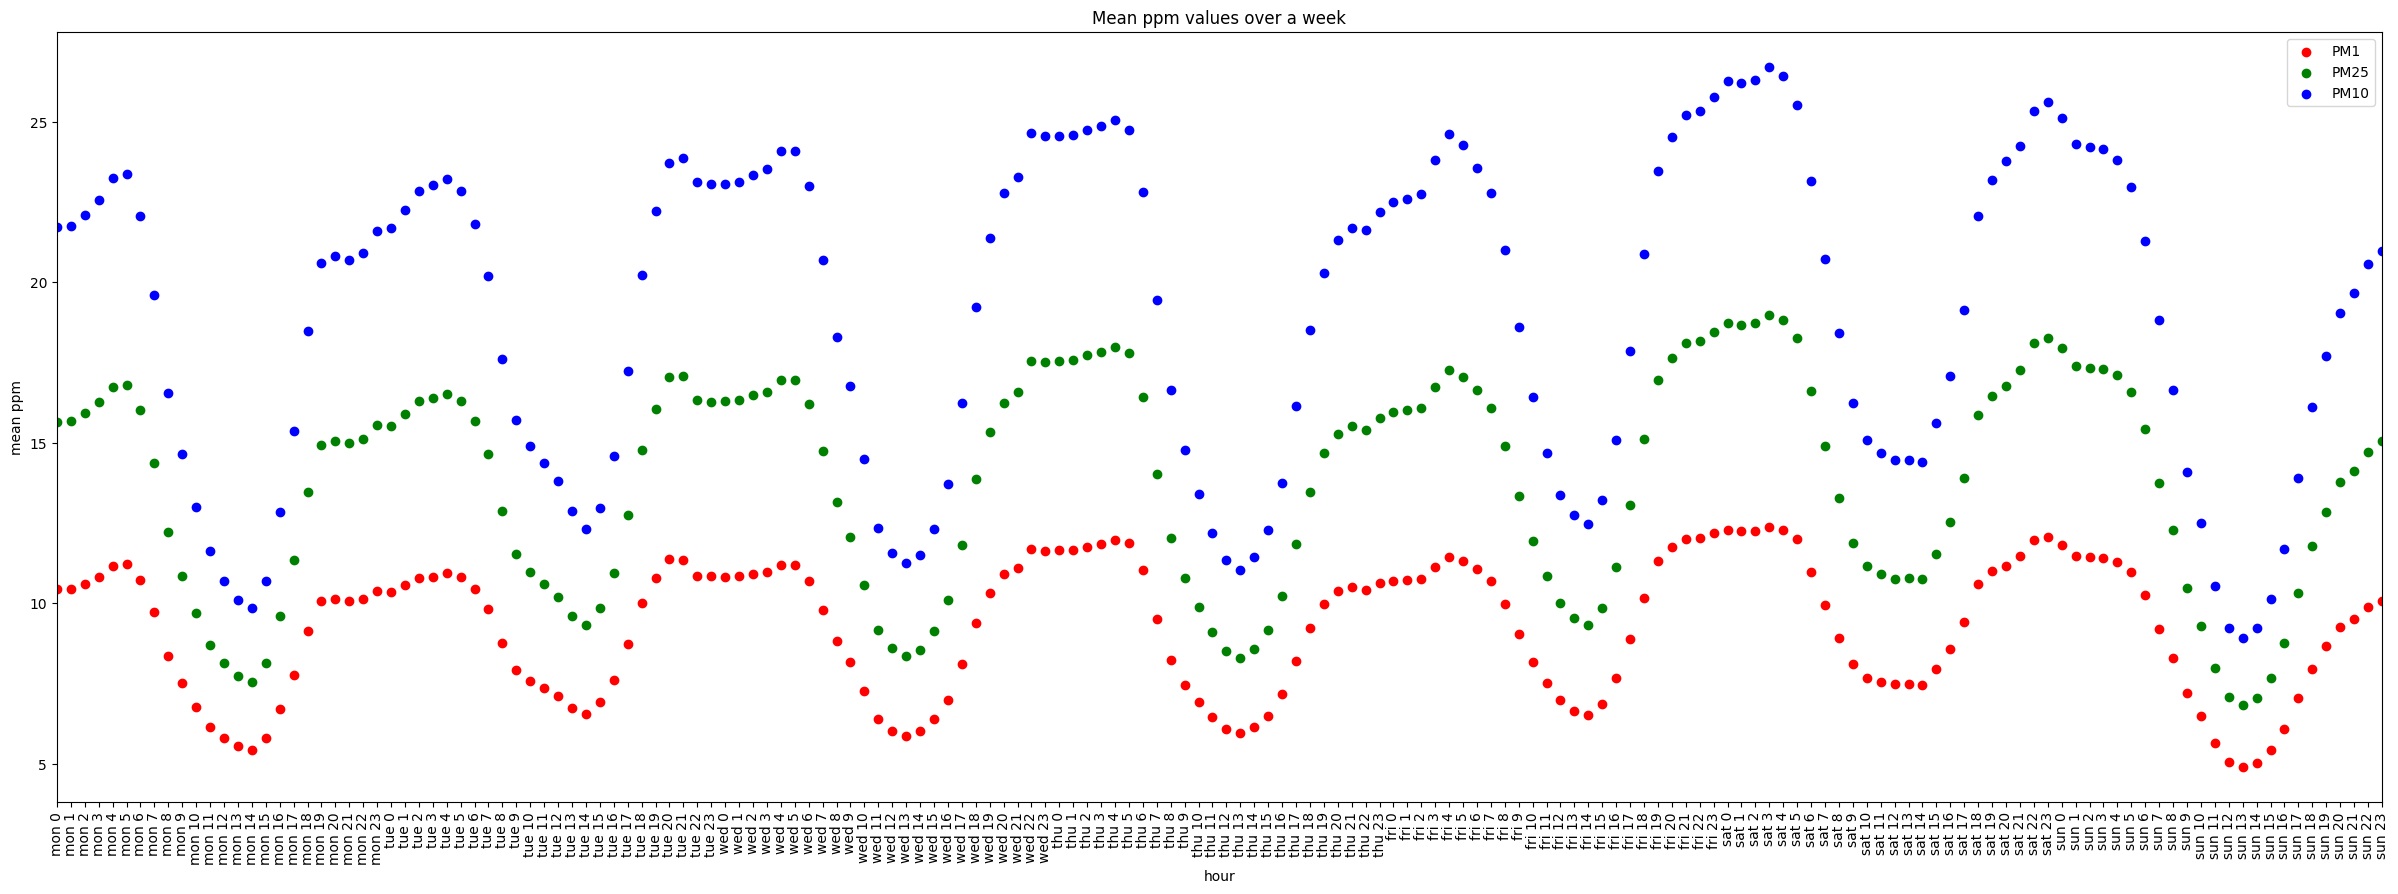 Mean ppm values over a week
PM1
PM25
PM10
mean ppm
25
20
15
10
5
mon 0
mon 1
mon 2
mon 3
mon 4
mon 5
mon 6
mon 7
mon 8
mon 9
mon 10
mon 11
mon 12
mon 13
mon 14
mon 15
mon 16
mon 17
mon 18
mon 19
mon 20
mon 21
mon 22
mon 23
tue 0
tue 1
tue 2
tue 3
tue 4
tue 5
tue 6
tue 7
tue 8
tue 9
tue 10
tue 11
tue 12
tue 13
tue 14
tue 15
tue 16
tue 17
tue 18
tue 19
tue 20
tue 21
tue 22
tue 23
wed 0
wed 1
wed 2
wed 3
wed 4
wed 5
wed 6
wed 7
wed 8
wed 9
wed 10
wed 11
wed 12
wed 13
wed 14
wed 15
wed 16
wed 17
wed 18
wed 19
wed 20
wed 21
wed 22
wed 23
thu 0
thu 1
thu 2
thu 3
thu 4
thu 5
thu 6
thu 7
thu 8
thu 9
thu 10
thu 11
thu 12
thu 13
thu 14
thu 15
thu 16
thu 17
thu 18
thu 19
thu 20
thu 21
thu 22
thu 23
fri 0
fri 1
fri 2
fri 3
fri 4
fri 5
fri 6
fri 7
fri 8
fri 9
fri 10
fri 11
fri 12
fri 13
fri 14
fri 15
fri 16
fri 17
fri 18
fri 19
fri 20
fri 21
fri 22
fri 23
sat 0
sat 1
sat 2
sat 3
sat 4
sat 5
sat 6
sat 7
sat 8
sat 9
sat 10
sat 11
sat 12
sat 13
sat 14
sat 15
sat 16
sat 17
sat 18
sat 19
sat 20
sat 21
sat 22
sat 23
sun 0
sun 1
sun 2
sun 3
sun 4
sun 5
sun 6
sun 7
sun 8
sun 9
sun 10
sun 11
sun 12
sun 13
sun 14
sun 15
sun 16
sun 17
sun 18
sun 19
sun 20
sun 21
sun 22
sun 23
hour